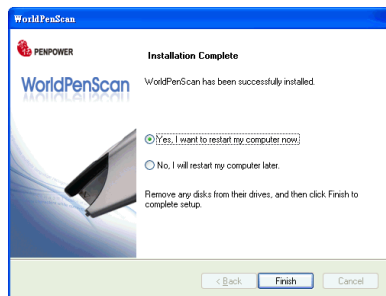 WorldPenScan
PENPOWER
WorldPenScan
Installation Complete
WorldPenScan has been successfully installed.
Yes, I want to restart my computer now.
No, I will restart my computer later.
Remove any disks from their drives, and then click Finish to
complete setup.
< Back
Finish
Cancel